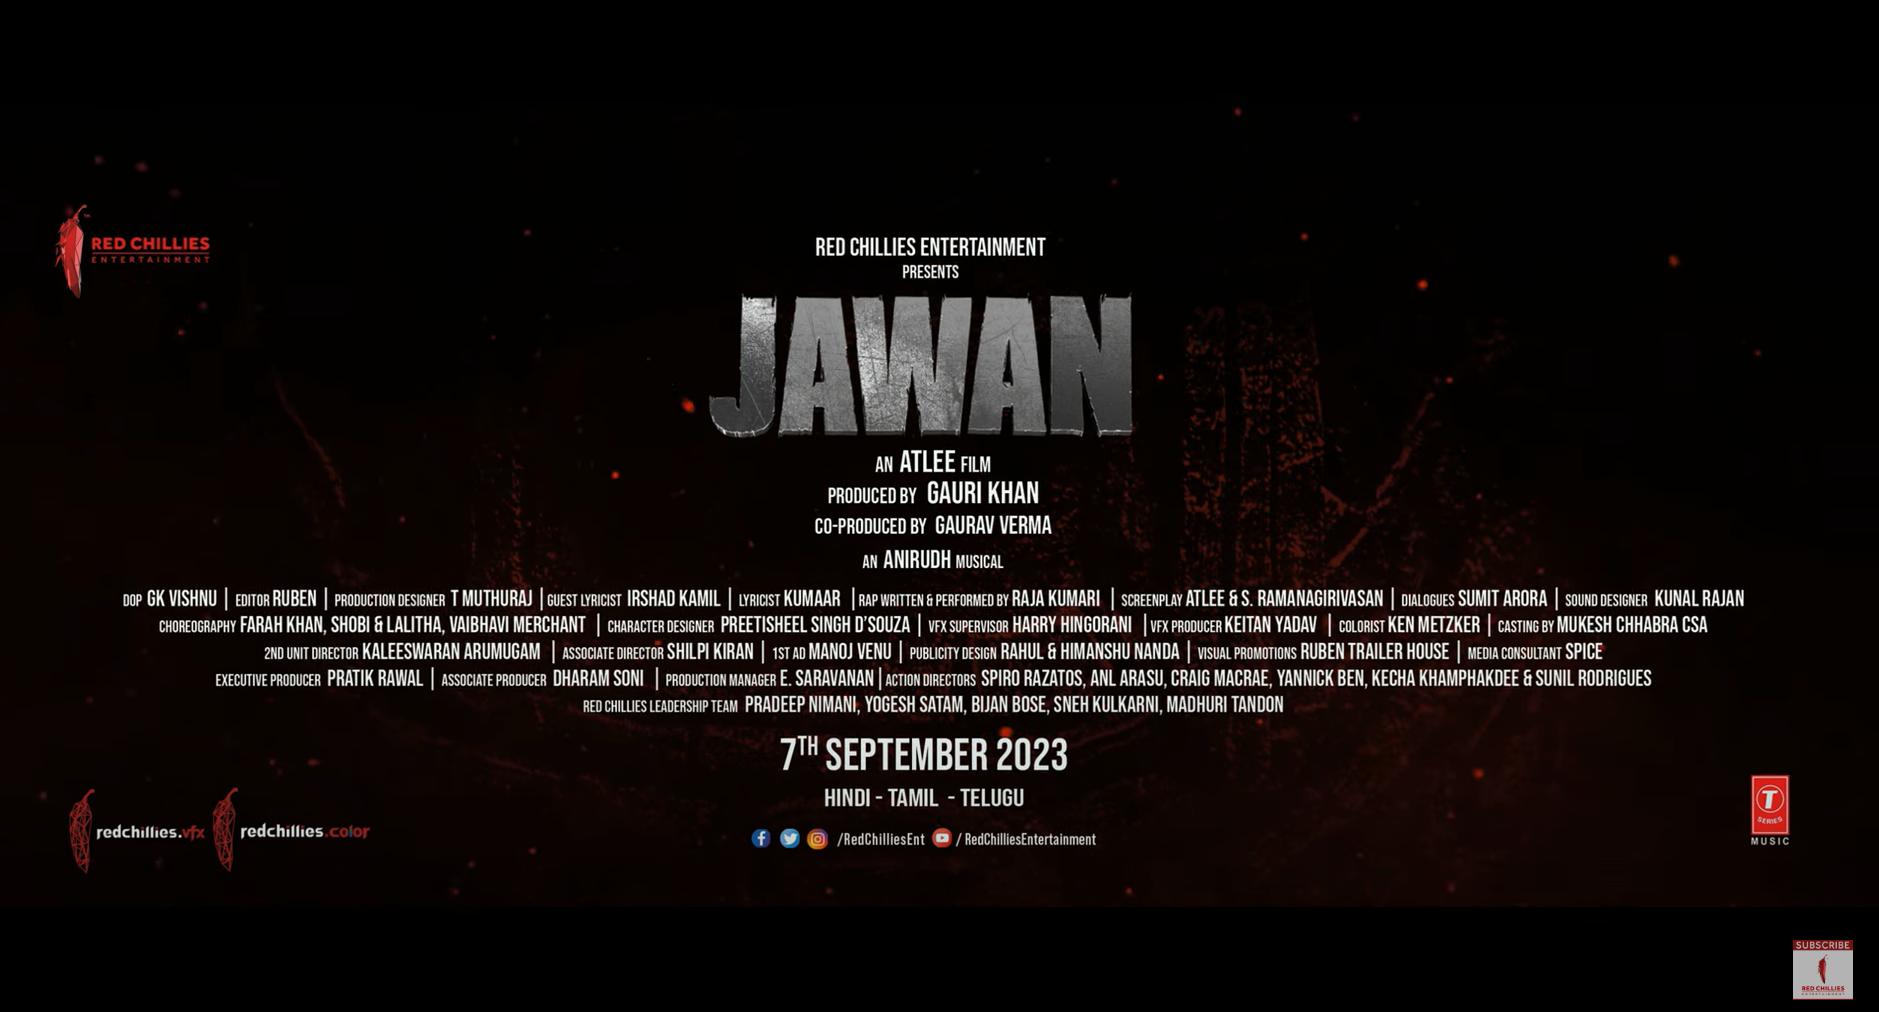 RED CHILLIES
ENTERTAINMENT
RED CHILLIES ENTERTAINMENT
PRESENTS
JAWAN
AN ATLEE FILM
PRODUCED BY GAURI KHAN
CO-PRODUCED BY GAURAV VERMA
AN ANIRUDH MUSICAL
DOP GK VISHNU | EDITOR RUBEN | PRODUCTION DESIGNER T MUTHURAJ | GUEST LYRICIST IRSHAD KAMIL | LYRICIST KUMAAR | RAP WRITTEN & PERFORMED BY RAJA KUMARI | SCREENPLAY ATLEE & S. RAMANAGIRIVASAN | DIALOGUES SUMIT ARORA | SOUND DESIGNER KUNAL RAJAN
CHOREOGRAPHY FARAH KHAN, SHOBI & LALITHA, VAIBHAVI MERCHANT | CHARACTER DESIGNER PREETISHEEL SINGH D'SOUZA | VFX SUPERVISOR HARRY HINGORANI | VFX PRODUCER KEITAN YADAV | COLORIST KEN METZKER | CASTING BY MUKESH CHHABRA CSA
2ND UNIT DIRECTOR KALEESWARAN ARUMUGAM | ASSOCIATE DIRECTOR SHILPI KIRAN | 1ST AD MANOJ VENU | PUBLICITY DESIGN RAHUL & HIMANSHU NANDA | VISUAL PROMOTIONS RUBEN TRAILER HOUSE | MEDIA CONSULTANT SPICE
EXECUTIVE PRODUCER PRATIK RAWAL | ASSOCIATE PRODUCER DHARAM SONI | PRODUCTION MANAGER E. SARAVANAN | ACTION DIRECTORS SPIRO RAZATOS, ANL ARASU, CRAIG MACRAE, YANNICK BEN, KECHA KHAMPHAKDEE & SUNIL RODRIGUES
RED CHILLIES LEADERSHIP TEAM PRADEEP NIMANI, YOGESH SATAM, BIJAN BOSE, SNEH KULKARNI, MADHURI TANDON
7TH SEPTEMBER 2023
HINDI - TAMIL - TELUGU
/RedChilliesEnt / RedChilliesEntertainment
redchillies.vfx redchillies.color
T
SERIES
MUSIC
SUBSCRIBE
RED CHILLIES
ENTERTAINMENT